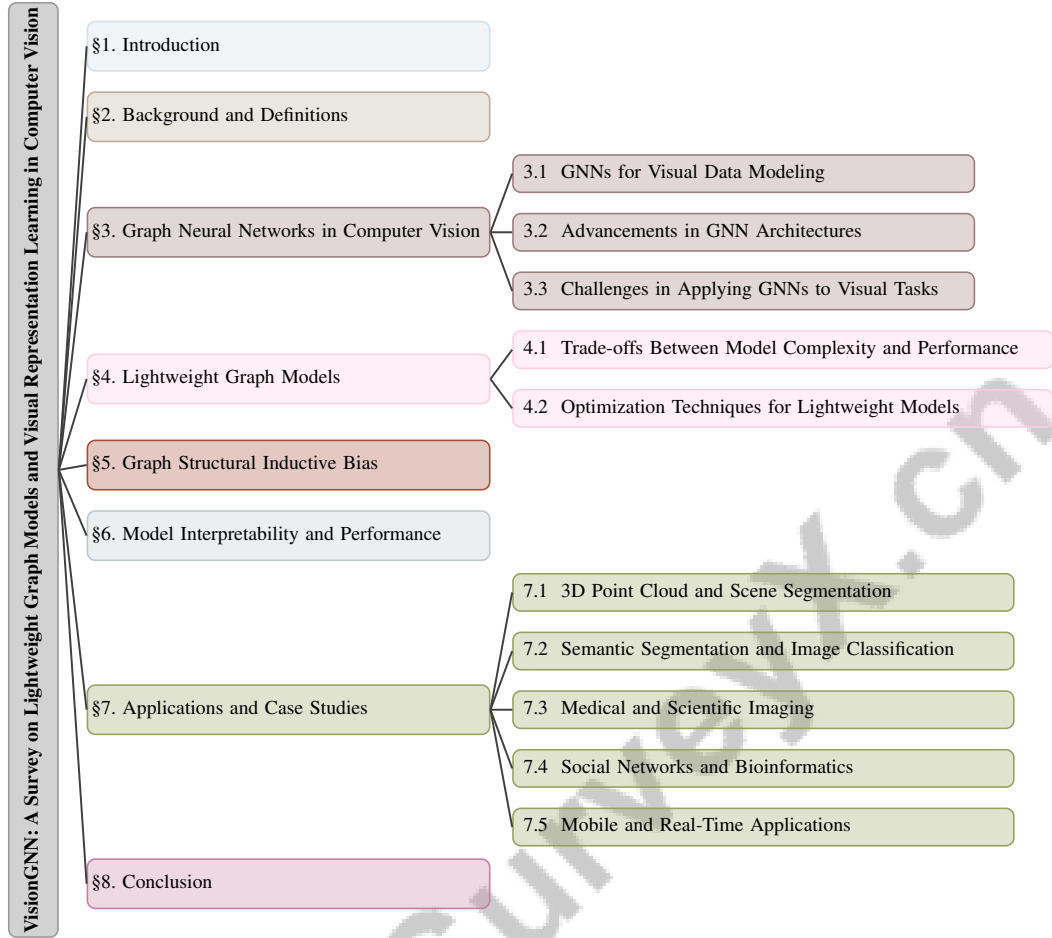 VisionGNN: A Survey on Lightweight Graph Models and Visual Representation Learning in Computer Vision
§1. Introduction
§2. Background and Definitions
§3. Graph Neural Networks in Computer Vision
3.1 GNNs for Visual Data Modeling
3.2 Advancements in GNN Architectures
3.3 Challenges in Applying GNNs to Visual Tasks
§4. Lightweight Graph Models
4.1 Trade-offs Between Model Complexity and Performance
4.2 Optimization Techniques for Lightweight Models
§5. Graph Structural Inductive Bias
§6. Model Interpretability and Performance
§7. Applications and Case Studies
7.1 3D Point Cloud and Scene Segmentation
7.2 Semantic Segmentation and Image Classification
7.3 Medical and Scientific Imaging
7.4 Social Networks and Bioinformatics
7.5 Mobile and Real-Time Applications
§8. Conclusion
Surveyx.cn